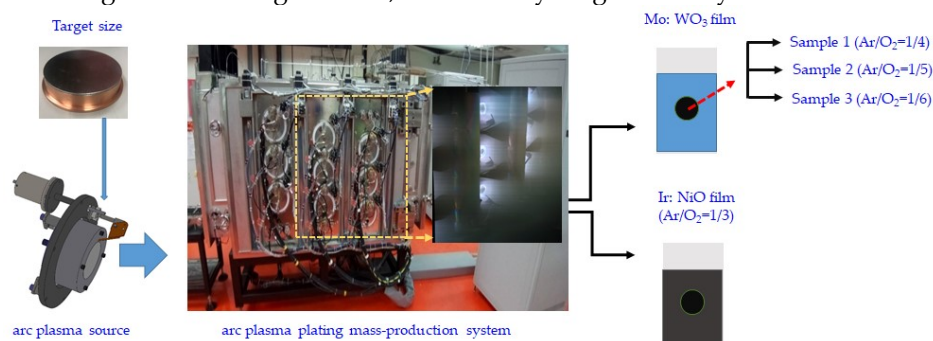 Target size
arc plasma source
arc plasma plating mass-production system
Mo: WO₃ film
Sample 1 (Ar/O₂=1/4)
Sample 2 (Ar/O₂=1/5)
Sample 3 (Ar/O₂=1/6)
Ir: NiO film
(Ar/O₂=1/3)